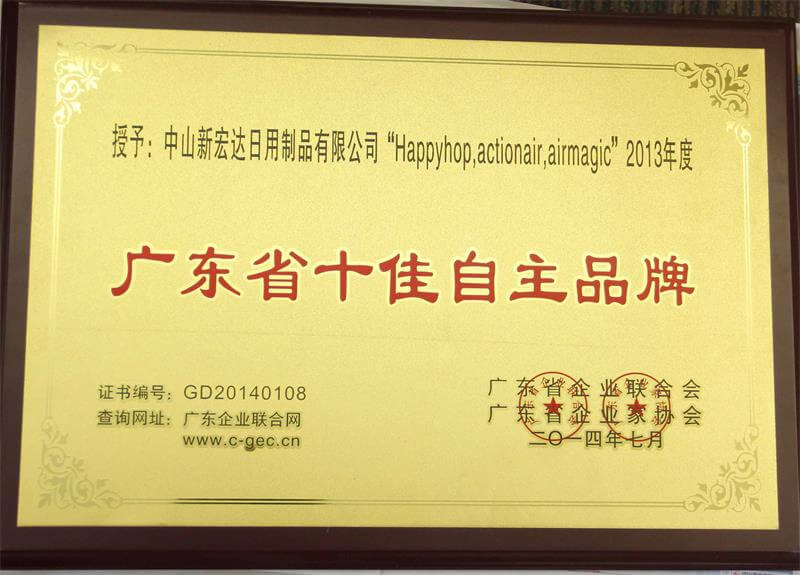 授予：中山新宏达日用制品有限公司“Happyhop,actionair,airmagic”2013年度
广东省十佳自主品牌
证书编号：GD20140108
查询网址：广东企业联合网
www.c-gec.cn
广东省企业联合会
广东省企业家协会
二〇一四年七月